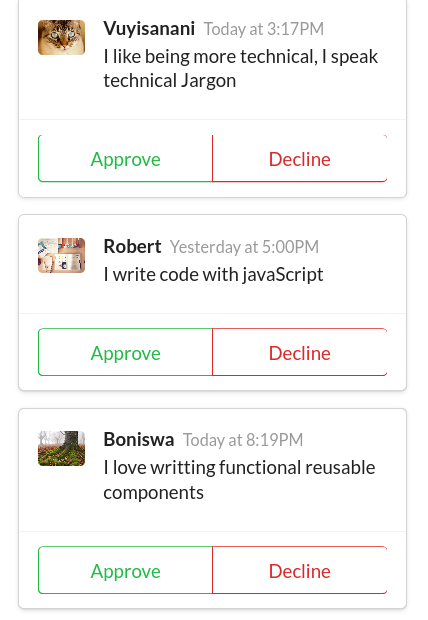 Vuyisanani Today at 3:17PM
I like being more technical, I speak
technical Jargon
Approve Decline
Robert Yesterday at 5:00PM
I write code with javaScript
Approve Decline
Boniswa Today at 8:19PM
I love writting functional reusable
components
Approve Decline